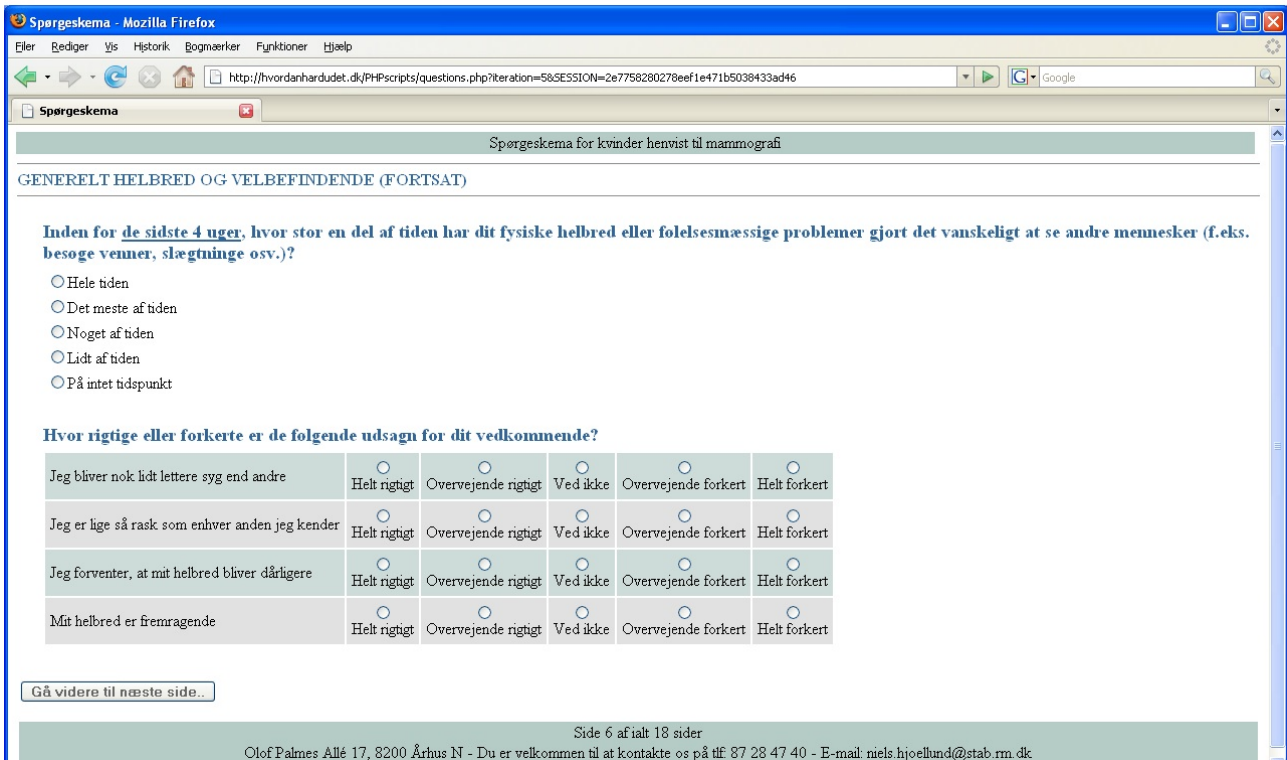 Spørgeskema - Mozilla Firefox
Filer Rediger Vis Historik Bogmærker Funktioner Hjælp
http://hvordanhardudet.dk/PHPscripts/questions.php?iteration=5&SESSION=2e7758280278eef1e471b5038433ad46 G Google
Spørgeskema
Spørgeskema for kvinder henvist til mammografi
GENERELT HELBRED OG VELBEFINDENDE (FORTSAT)
Inden for de sidste 4 uger, hvor stor en del af tiden har dit fysiske helbred eller følelsesmæssige problemer gjort det vanskeligt at se andre mennesker (f.eks.
besøge venner, slægtninge osv.)?
Hele tiden
Det meste af tiden
Noget af tiden
Lidt af tiden
På intet tidspunkt
Hvor rigtige eller forkerte er de følgende udsagn for dit vedkommende?
Jeg bliver nok lidt lettere syg end andre Helt rigtigt Overvejende rigtigt Ved ikke Overvejende forkert Helt forkert
Jeg er lige så rask som enhver anden jeg kender Helt rigtigt Overvejende rigtigt Ved ikke Overvejende forkert Helt forkert
Jeg forventer, at mit helbred bliver dårligere Helt rigtigt Overvejende rigtigt Ved ikke Overvejende forkert Helt forkert
Mit helbred er fremragende Helt rigtigt Overvejende rigtigt Ved ikke Overvejende forkert Helt forkert
Gå videre til næste side..
Side 6 af ialt 18 sider
Olof Palmes Allé 17, 8200 Århus N - Du er velkommen til at kontakte os på tlf: 87 28 47 40 - E-mail: niels.hjoellund@stab.rm.dk